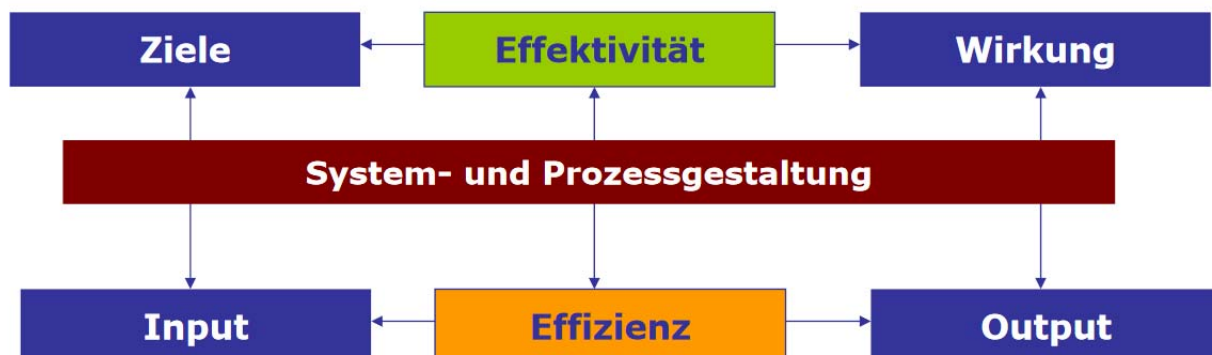 Ziele
Effektivität
Wirkung
System- und Prozessgestaltung
Input
Effizienz
Output